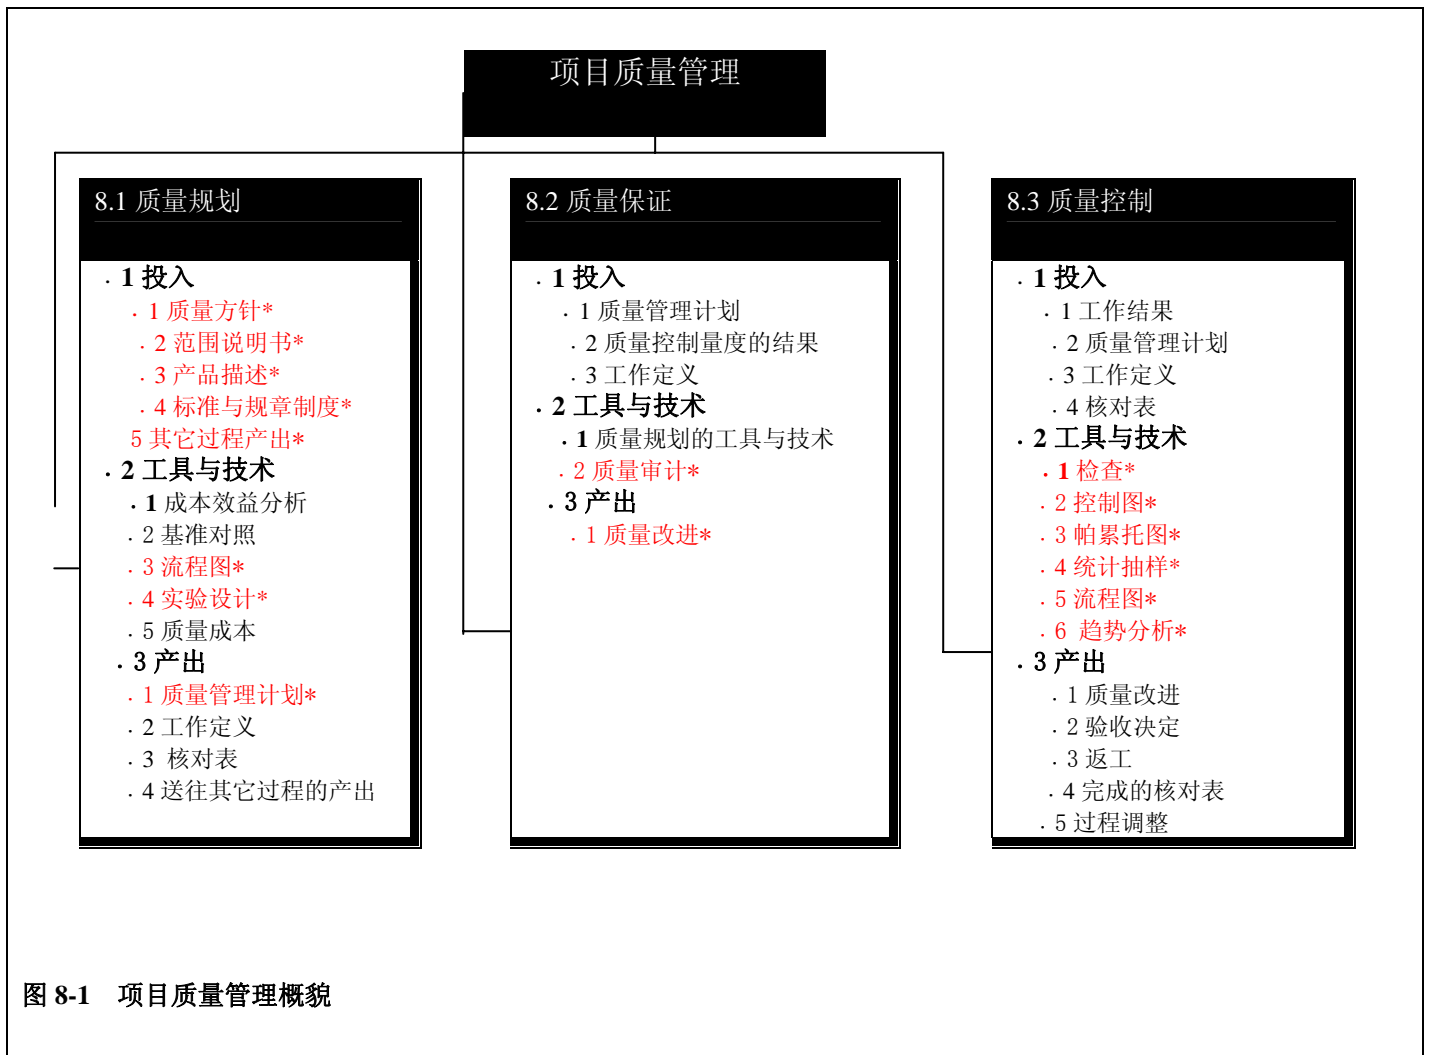 项目质量管理
8.1 质量规划
. 1 投入
. 1 质量方针*
. 2 范围说明书*
. 3 产品描述*
. 4 标准与规章制度*
5 其它过程产出*
. 2 工具与技术
. 1 成本效益分析
. 2 基准对照
. 3 流程图*
. 4 实验设计*
. 5 质量成本
. 3 产出
. 1 质量管理计划*
. 2 工作定义
. 3 核对表
. 4 送往其它过程的产出
8.2 质量保证
. 1 投入
. 1 质量管理计划
. 2 质量控制量度的结果
. 3 工作定义
. 2 工具与技术
. 1 质量规划的工具与技术
. 2 质量审计*
. 3 产出
. 1 质量改进*
8.3 质量控制
. 1 投入
. 1 工作结果
. 2 质量管理计划
. 3 工作定义
. 4 核对表
. 2 工具与技术
. 1 检查*
. 2 控制图*
. 3 帕累托图*
. 4 统计抽样*
. 5 流程图*
. 6 趋势分析*
. 3 产出
. 1 质量改进
. 2 验收决定
. 3 返工
. 4 完成的核对表
. 5 过程调整
图 8-1 项目质量管理概貌